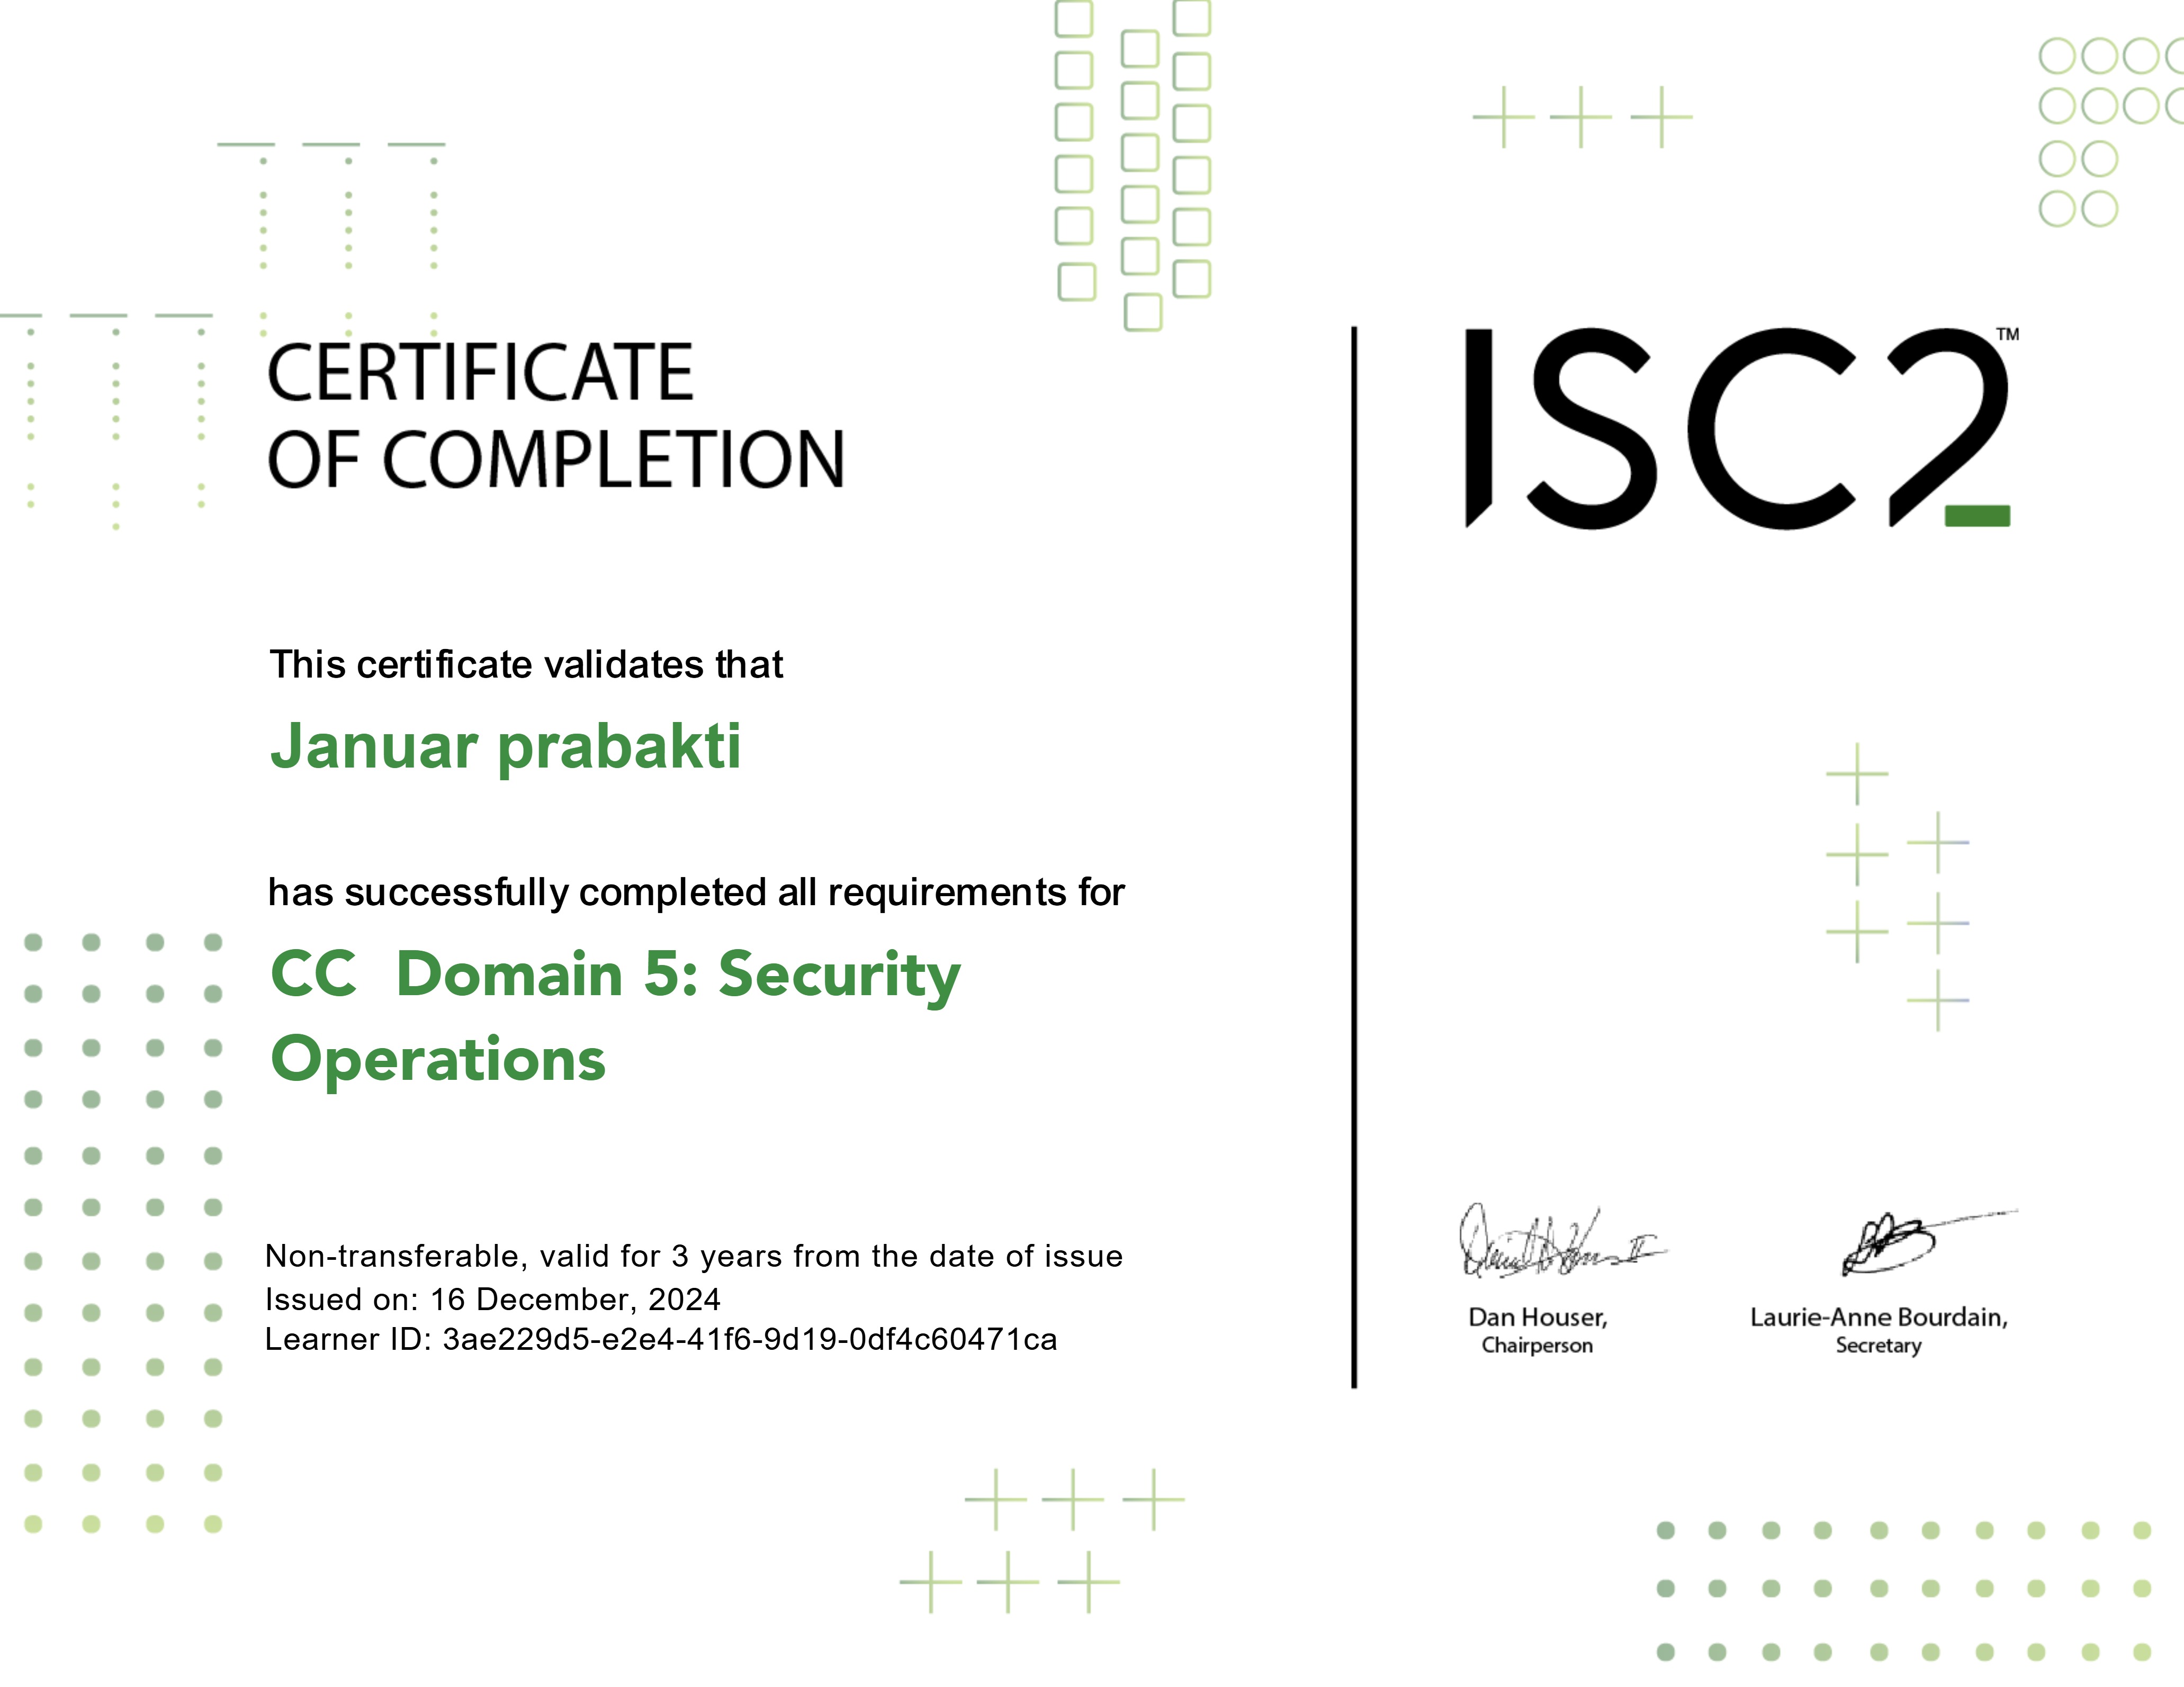 CERTIFICATE
OF COMPLETION
ISC2™
This certificate validates that
Januar prabakti
has successfully completed all requirements for
CC  Domain 5: Security
Operations
Non-transferable, valid for 3 years from the date of issue
Issued on: 16 December, 2024
Learner ID: 3ae229d5-e2e4-41f6-9d19-0df4c60471ca
Dan Houser,
Chairperson
Laurie-Anne Bourdain,
Secretary